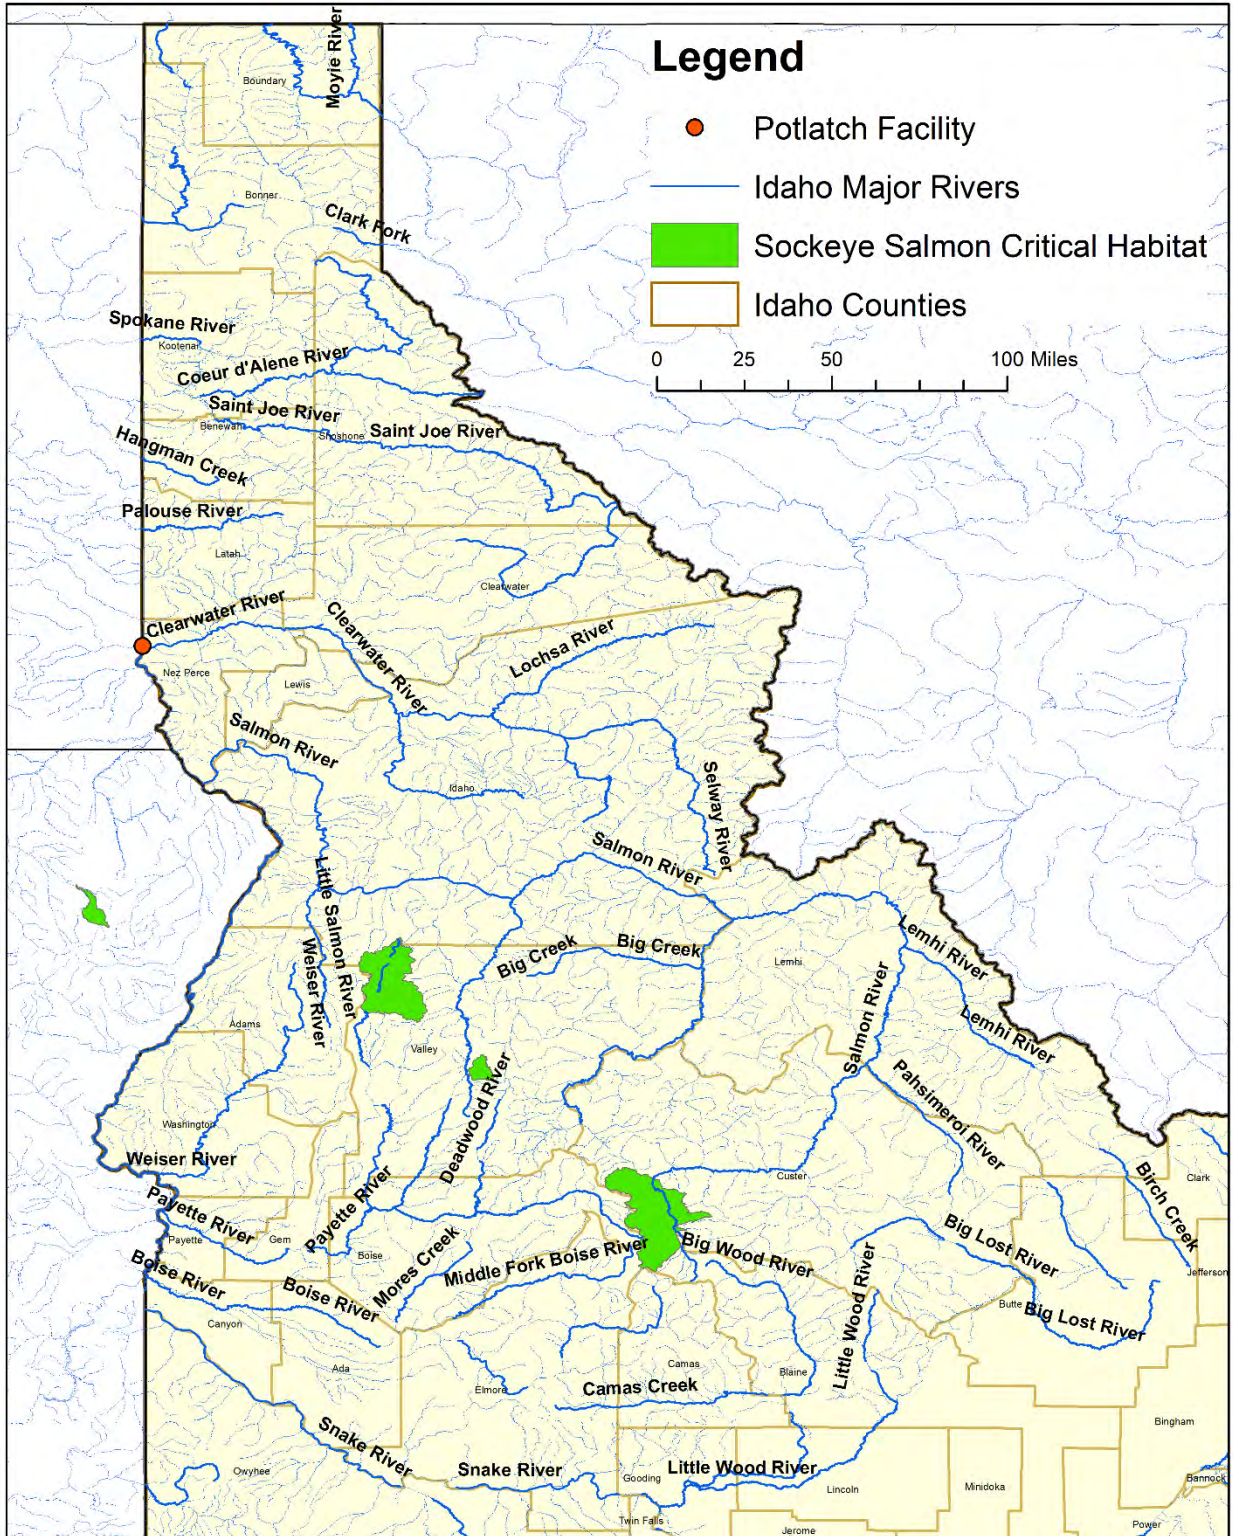 Legend
Potlatch Facility
Idaho Major Rivers
Sockeye Salmon Critical Habitat
Idaho Counties
0 25 50 100 Miles
Moyie River
Boundary
Bonner
Clark Fork
Spokane River
Kootenai
Coeur d'Alene River
Saint Joe River
Benewah
Shoshone
Saint Joe River
Hangman Creek
Palouse River
Latah
Clearwater
Clearwater River
Clearwater River
Lochsa River
Nez Perce
Lewis
Salmon River
Idaho
Selway River
Salmon River
Little Salmon River
Weiser River
Big Creek
Big Creek
Lemhi
Lemhi River
Lemhi River
Salmon River
Adams
Valley
Deadwood River
Pahsimeroi River
Washington
Weiser River
Custer
Birch Creek
Clark
Payette River
Payette
Gem
Payette River
Boise
Mores Creek
Middle Fork Boise River
Big Wood River
Little Wood River
Big Lost River
Big Lost River
Butte
Jefferson
Boise River
Boise River
Canyon
Ada
Elmore
Camas
Camas Creek
Blaine
Bingham
Snake River
Snake River
Owyhee
Gooding
Little Wood River
Lincoln
Minidoka
Bannock
Twin Falls
Jerome
Power